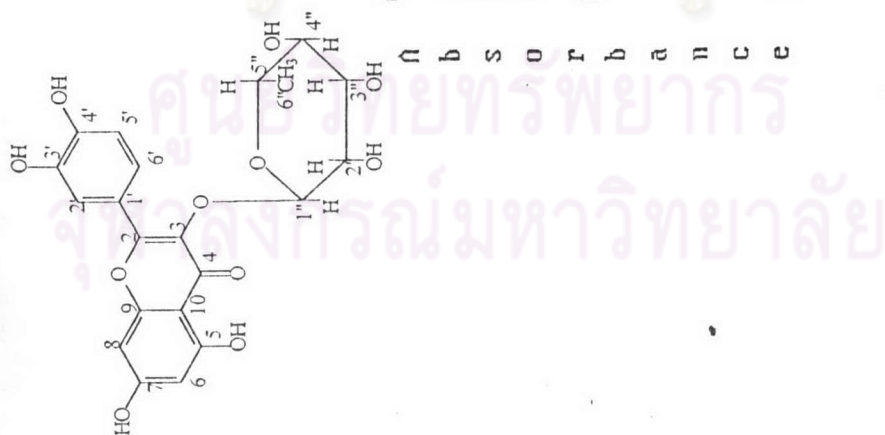 OH
OH
3'
4'
5'
2'
1'
6'
O
2
3
O
9
10
4
O
8
7
6
5
OH
HO
OH
4"
H
5"
H
H
6"CH₃
H
3"
OH
O
H
2"
OH
1"
H
Absorbance
ศูนย์วิทยทรัพยากร
จุฬาลงกรณ์มหาวิทยาลัย